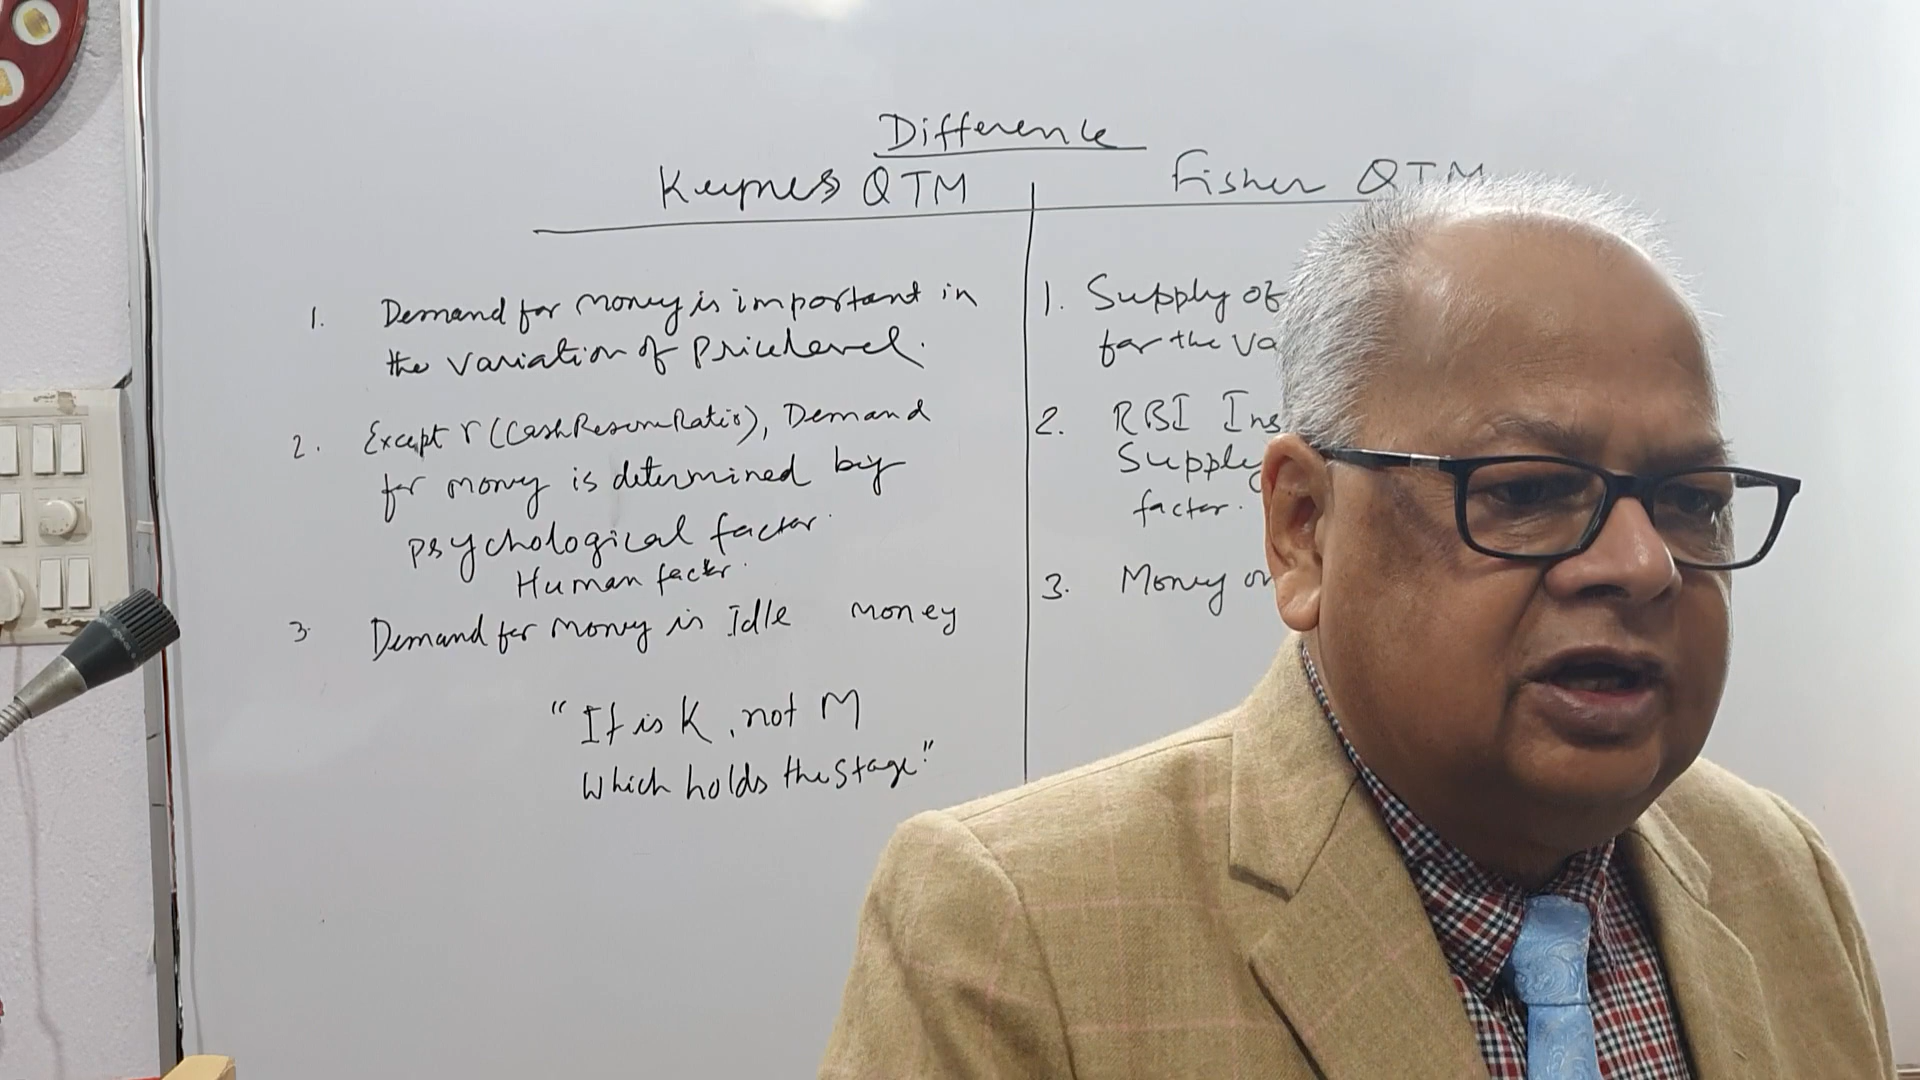 Difference
Keynes QTM
Fisher QTM
1. Demand for money is important in
the variation of Pricelevel.
2. Except r (Cash Reserve Ratio), Demand
for money is determined by
psychological factor.
Human factor.
3. Demand for money is Idle money
"It is K, not M
Which holds the stage"
1. Supply of
for the va
2. RBI Ins
Supply
factor.
3. Money on